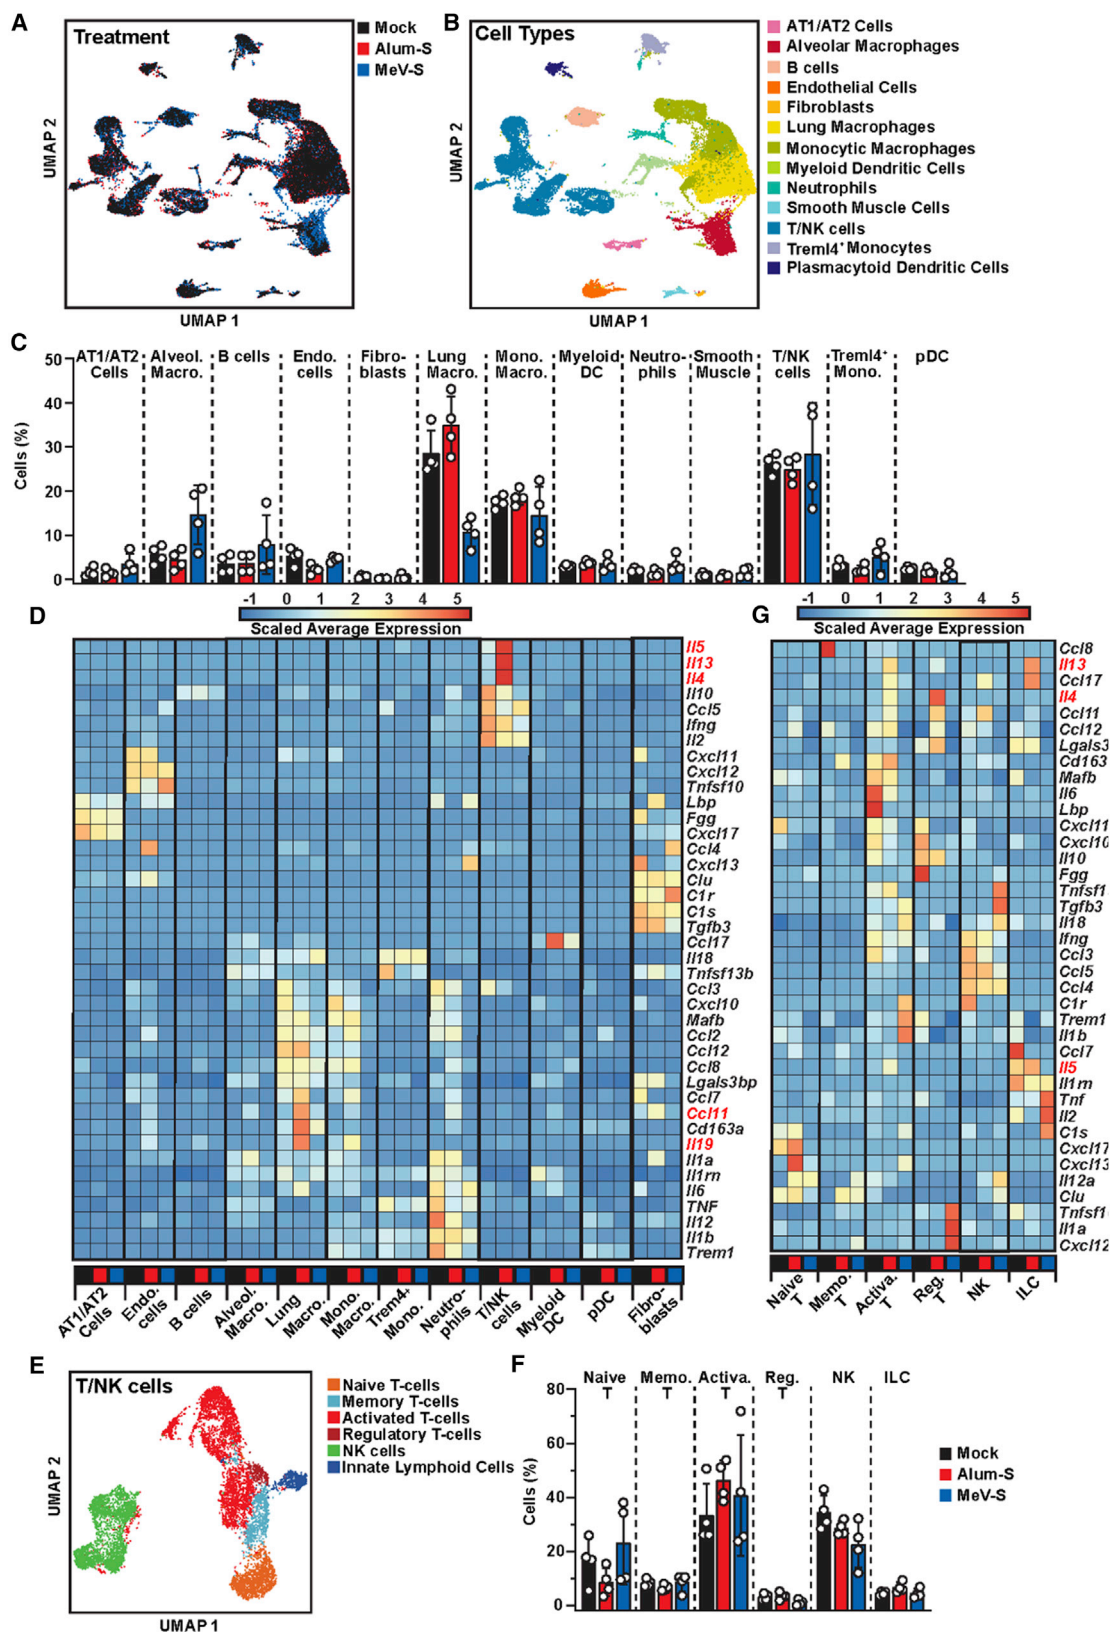 A
Treatment
Mock
Alum-S
MeV-S
UMAP 2
UMAP 1
B
Cell Types
AT1/AT2 Cells
Alveolar Macrophages
B cells
Endothelial Cells
Fibroblasts
Lung Macrophages
Monocytic Macrophages
Myeloid Dendritic Cells
Neutrophils
Smooth Muscle Cells
T/NK cells
Treml4+ Monocytes
Plasmacytoid Dendritic Cells
UMAP 2
UMAP 1
C
AT1/AT2 Cells
Alveol. Macro.
B cells
Endo. cells
Fibro-blasts
Lung Macro.
Mono. Macro.
Myeloid DC
Neutro-phils
Smooth Muscle
T/NK cells
Treml4+ Mono.
pDC
Cells (%)
50
40
30
20
10
0
D
-1 0 1 2 3 4 5
Scaled Average Expression
Il5
Il13
Il4
Il10
Ccl5
Ifng
Il2
Cxcl11
Cxcl12
Tnfsf10
Lbp
Fgg
Cxcl17
Ccl4
Cxcl13
Clu
C1r
C1s
Tgfb3
Ccl17
Il18
Tnfsf13b
Ccl3
Cxcl10
Mafb
Ccl2
Ccl12
Ccl8
Lgals3bp
Ccl7
Ccl11
Cd163a
Il19
Il1a
Il1rn
Il6
TNF
Il12
Il1b
Trem1
AT1/AT2 Cells
Endo. cells
B cells
Alveol. Macro.
Lung Macro.
Mono. Macro.
Trem4+ Mono.
Neutro-phils
T/NK cells
Myeloid DC
pDC
Fibro-blasts
G
-1 0 1 2 3 4 5
Scaled Average Expression
Ccl8
Il13
Ccl17
Il4
Ccl11
Ccl12
Lgals3
Cd163
Mafb
Il6
Lbp
Cxcl11
Cxcl10
Il10
Fgg
Tnfsf1
Tgfb3
Il18
Ifng
Ccl3
Ccl5
Ccl4
C1r
Trem1
Il1b
Ccl7
Il5
Il1rn
Tnf
Il2
C1s
Cxcl17
Cxcl13
Il12a
Clu
Tnfsf1
Il1a
Cxcl12
Naive T
Memo. T
Activa. T
Reg. T
NK
ILC
E
T/NK cells
Naive T-cells
Memory T-cells
Activated T-cells
Regulatory T-cells
NK cells
Innate Lymphoid Cells
UMAP 2
UMAP 1
F
Naive T
Memo. T
Activa. T
Reg. T
NK
ILC
Cells (%)
80
60
40
20
0
Mock
Alum-S
MeV-S